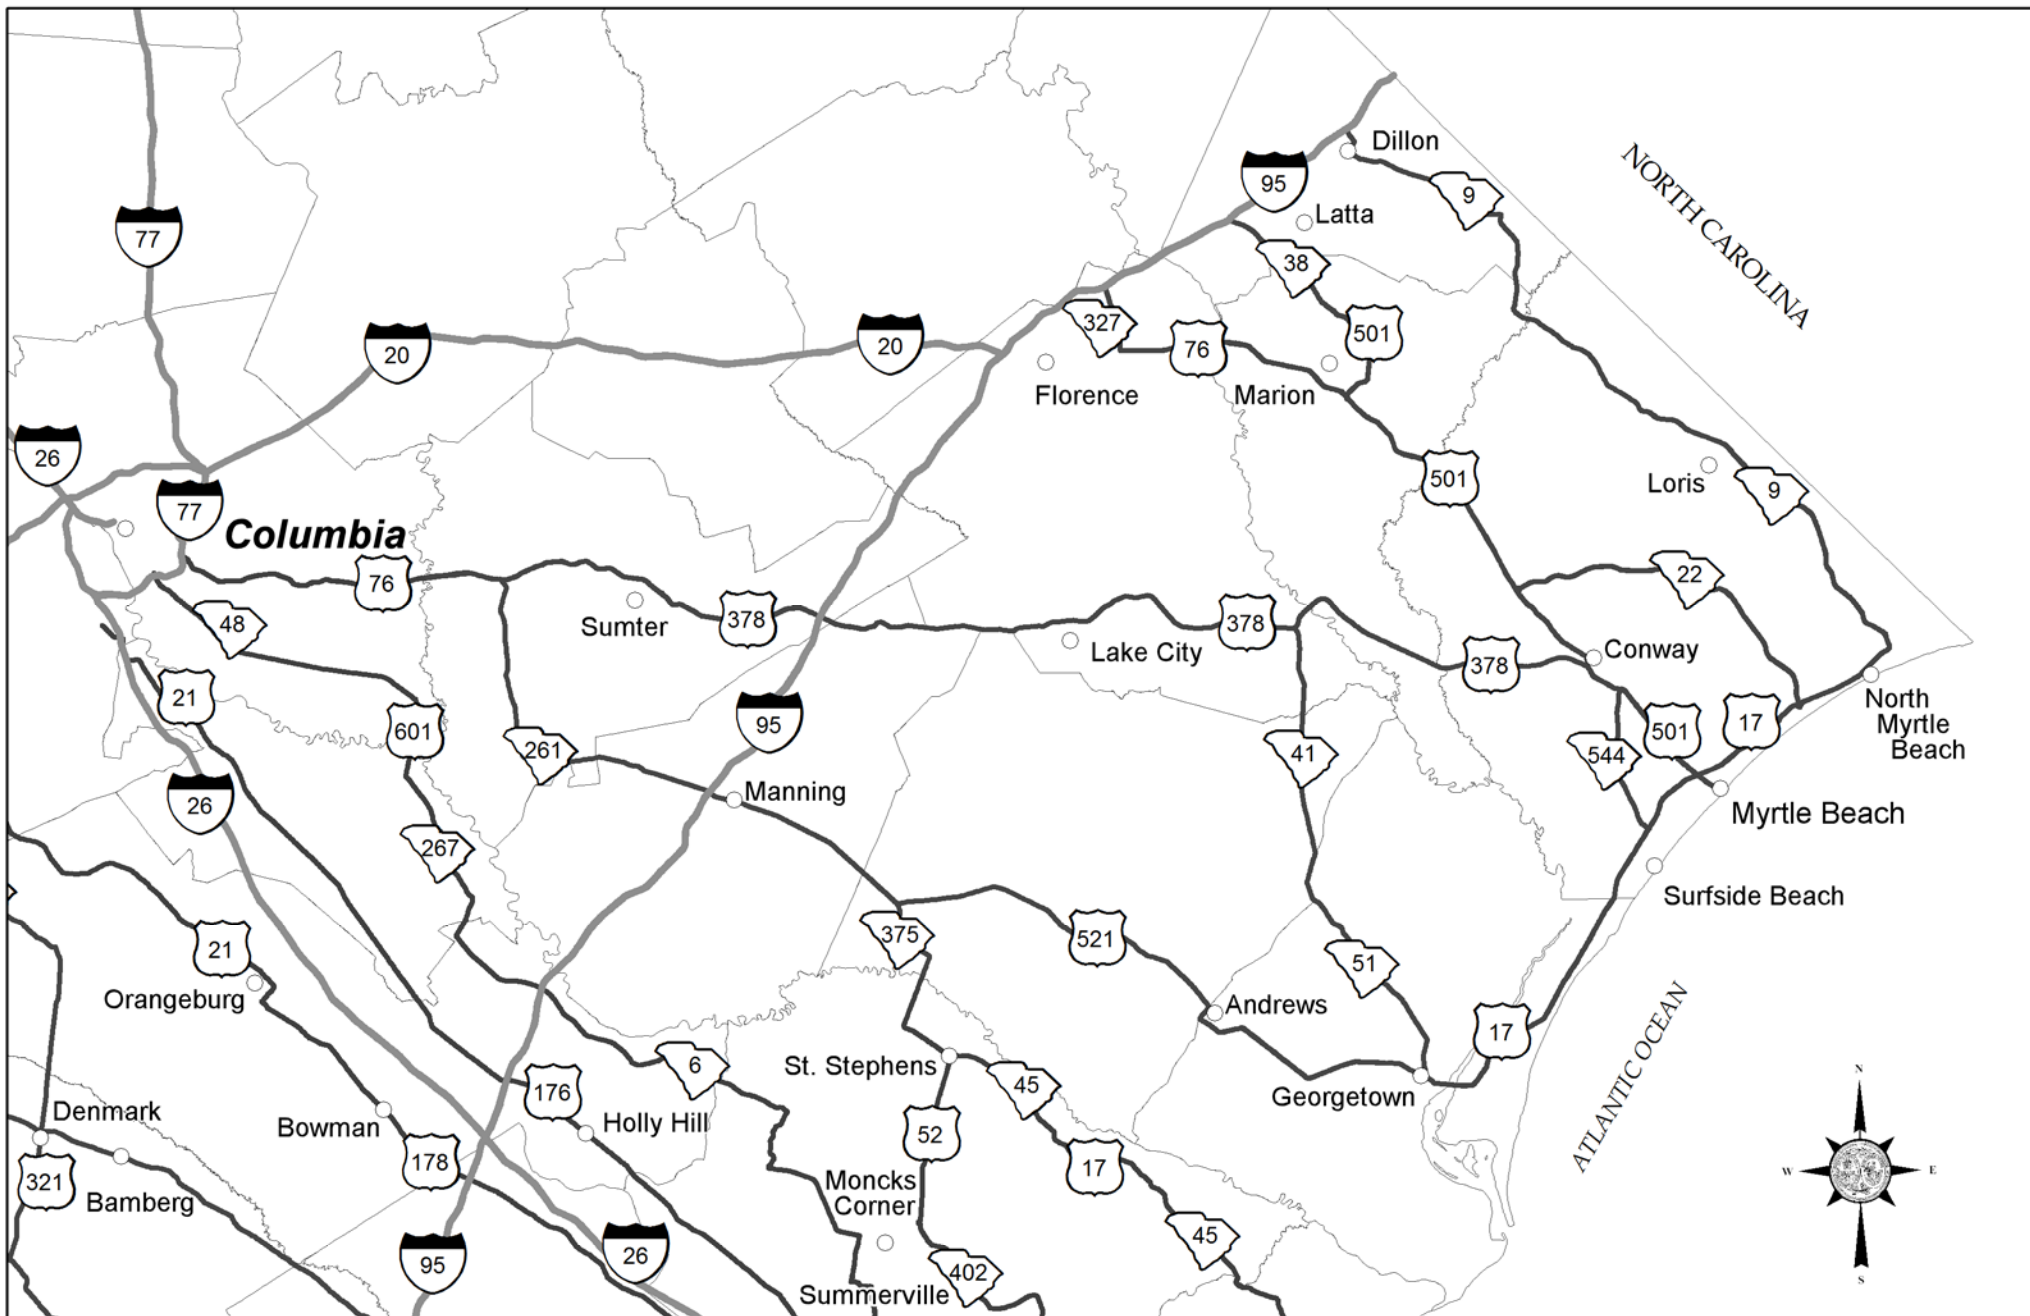 Dillon
9
NORTH CAROLINA
95
Latta
77
38
327
501
20
20
76
Florence
Marion
26
501
Loris
9
77
Columbia
76
22
48
Sumter
378
Lake City
378
378
Conway
21
601
261
95
41
544
501
17
North
Myrtle
Beach
26
Manning
Myrtle Beach
267
Surfside Beach
21
375
521
51
Orangeburg
Andrews
17
ATLANTIC OCEAN
6
St. Stephens
45
Georgetown
N
176
Denmark
Bowman
Holly Hill
52
178
17
W
E
321
Bamberg
Moncks
Corner
45
95
26
402
Summerville
S